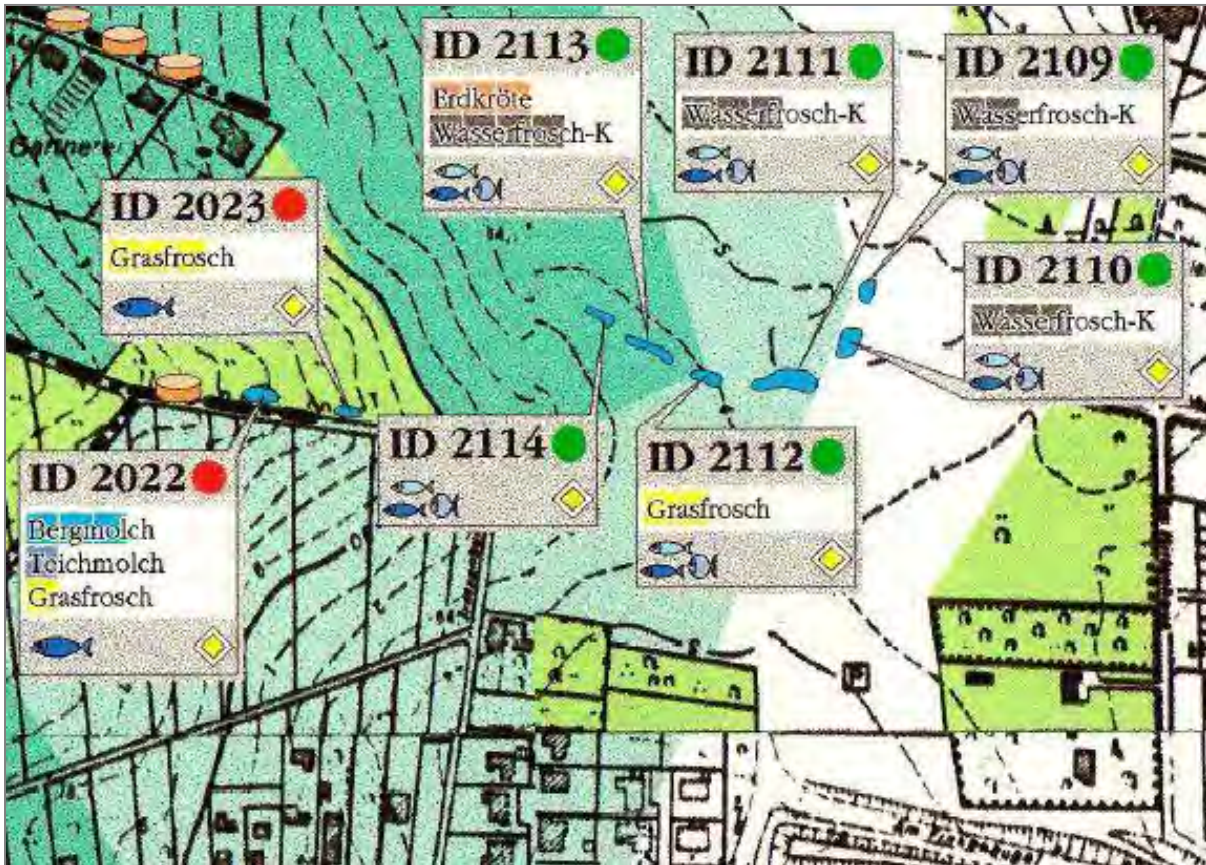 ID 2113
Erdkröte
Wasserfrosch-K
ID 2111
Wasserfrosch-K
ID 2109
Wasserfrosch-K
Gärtnerei
ID 2023
Grasfrosch
ID 2110
Wasserfrosch-K
ID 2114
ID 2112
Grasfrosch
ID 2022
Bergmolch
Teichmolch
Grasfrosch
P